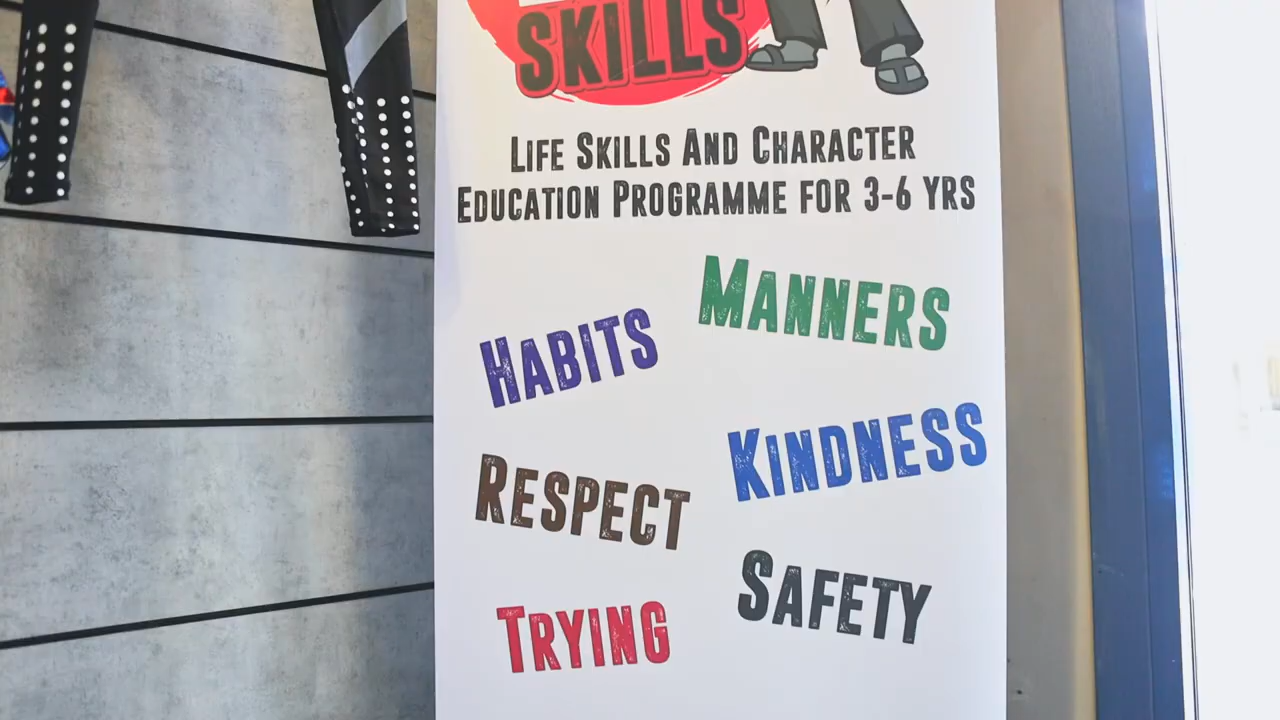 SKILLS
LIFE SKILLS AND CHARACTER
EDUCATION PROGRAMME FOR 3-6 YRS
MANNERS
HABITS
KINDNESS
RESPECT
SAFETY
TRYING